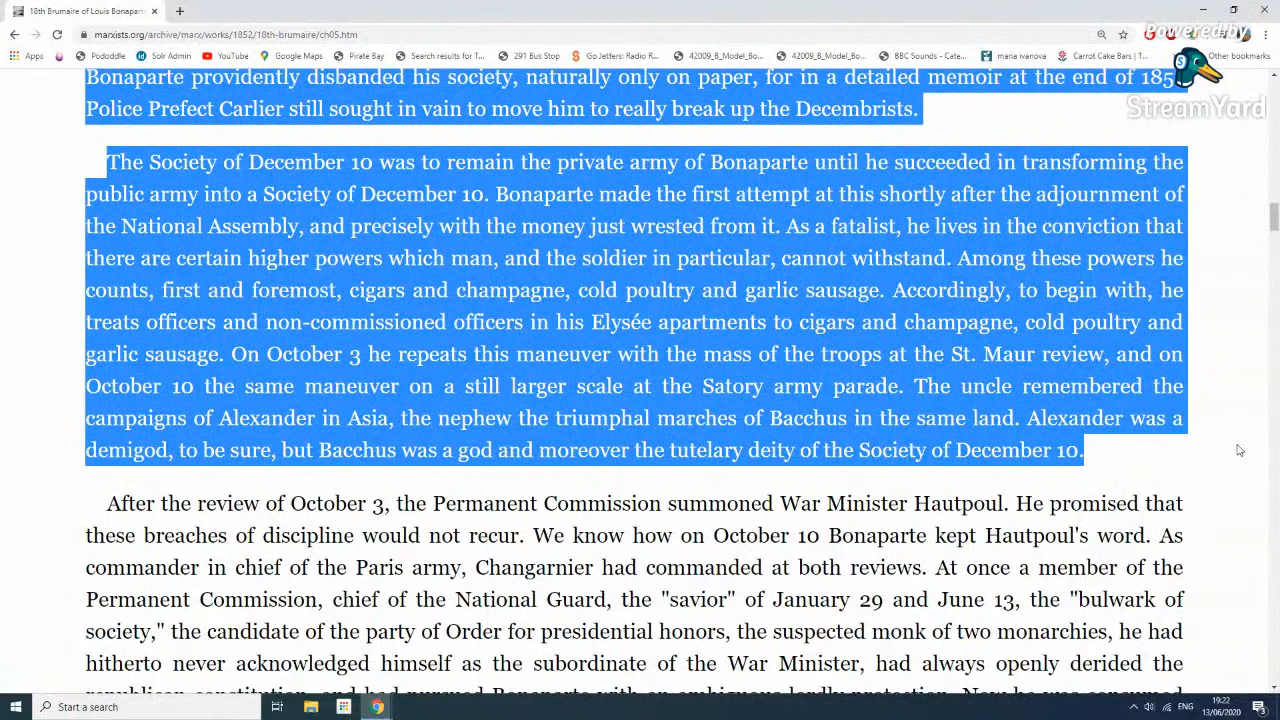 18th Brumaire of Louis Bonapart
marxists.org/archive/marx/works/1852/18th-brumaire/ch05.htm
Powered by
Apps
Pododdle
Solr Admin
Google Maps
Search results for T...
291 Bus Stop
Go Jetters: Radio R...
42009_B_Model_Bo...
42009_B_Model_Bo...
BBC Sounds - Cate...
maria ivanova
Carrot Cake Bars | T...
Other bookmarks
StreamYard
Bonaparte providently disbanded his society, naturally only on paper, for in a detailed memoir at the end of 185
Police Prefect Carlier still sought in vain to move him to really break up the Decembrists.
The Society of December 10 was to remain the private army of Bonaparte until he succeeded in transforming the
public army into a Society of December 10. Bonaparte made the first attempt at this shortly after the adjournment of
the National Assembly, and precisely with the money just wrested from it. As a fatalist, he lives in the conviction that
there are certain higher powers which man, and the soldier in particular, cannot withstand. Among these powers he
counts, first and foremost, cigars and champagne, cold poultry and garlic sausage. Accordingly, to begin with, he
treats officers and non-commissioned officers in his Elysée apartments to cigars and champagne, cold poultry and
garlic sausage. On October 3 he repeats this maneuver with the mass of the troops at the St. Maur review, and on
October 10 the same maneuver on a still larger scale at the Satory army parade. The uncle remembered the
campaigns of Alexander in Asia, the nephew the triumphal marches of Bacchus in the same land. Alexander was a
demigod, to be sure, but Bacchus was a god and moreover the tutelary deity of the Society of December 10.
After the review of October 3, the Permanent Commission summoned War Minister Hautpoul. He promised that
these breaches of discipline would not recur. We know how on October 10 Bonaparte kept Hautpoul's word. As
commander in chief of the Paris army, Changarnier had commanded at both reviews. At once a member of the
Permanent Commission, chief of the National Guard, the "savior" of January 29 and June 13, the "bulwark of
society," the candidate of the party of Order for presidential honors, the suspected monk of two monarchies, he had
hitherto never acknowledged himself as the subordinate of the War Minister, had always openly derided the
Start a search
ENG
19:22
13/06/2020